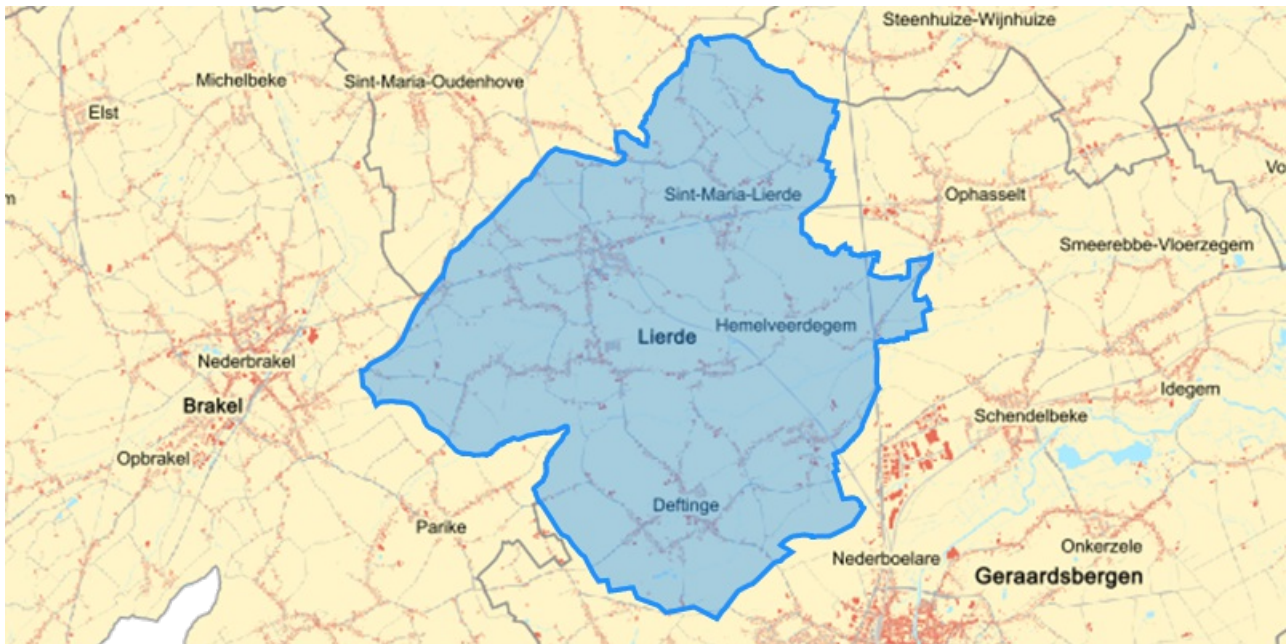 Steenhuize-Wijnhuize
Michelbeke
Sint-Maria-Oudenhove
Elst
Vo
m
Sint-Maria-Lierde
Ophasselt
Smeerebbe-Vloerzegem
Hemelveerdegem
Lierde
Nederbrakel
Idegem
Brakel
Schendelbeke
Opbrakel
Deftinge
Parike
Onkerzele
Nederboelare
Geraardsbergen